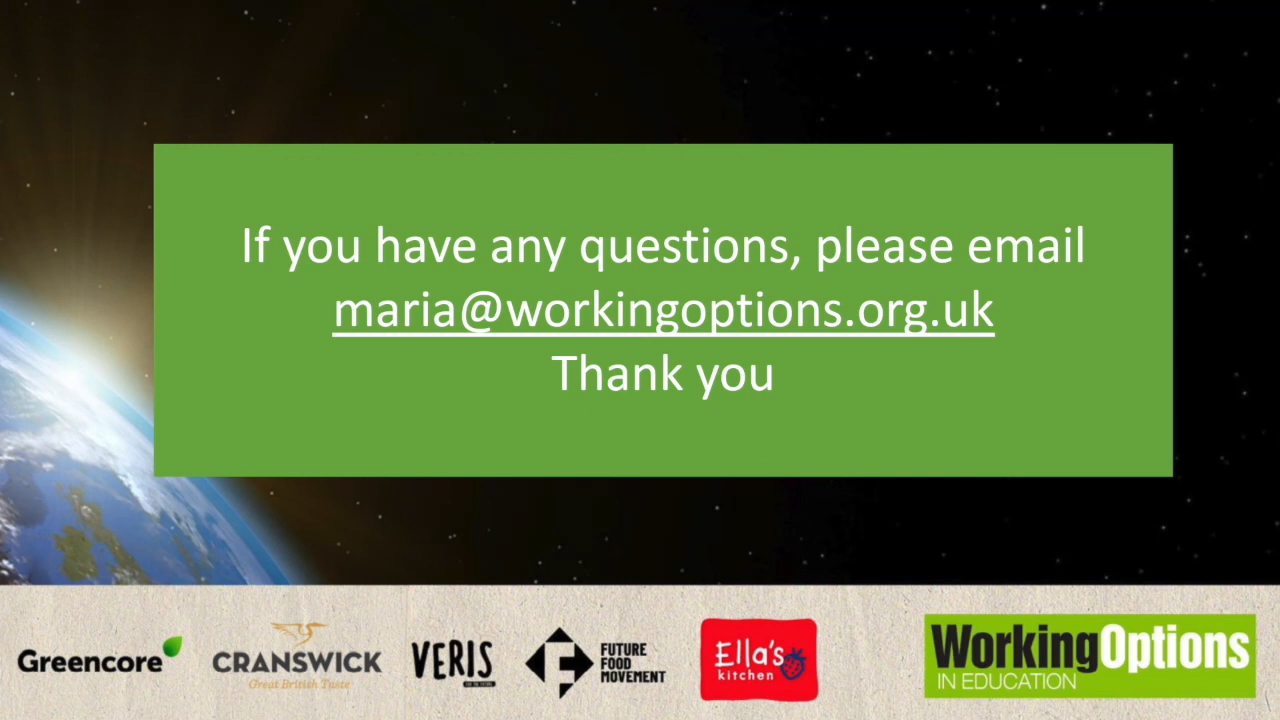 If you have any questions, please email
maria@workingoptions.org.uk
Thank you
Greencore
CRANSWICK
Great British Taste
VERIS
FUTURE
FOOD
MOVEMENT
Ella's
kitchen
WorkingOptions
IN EDUCATION